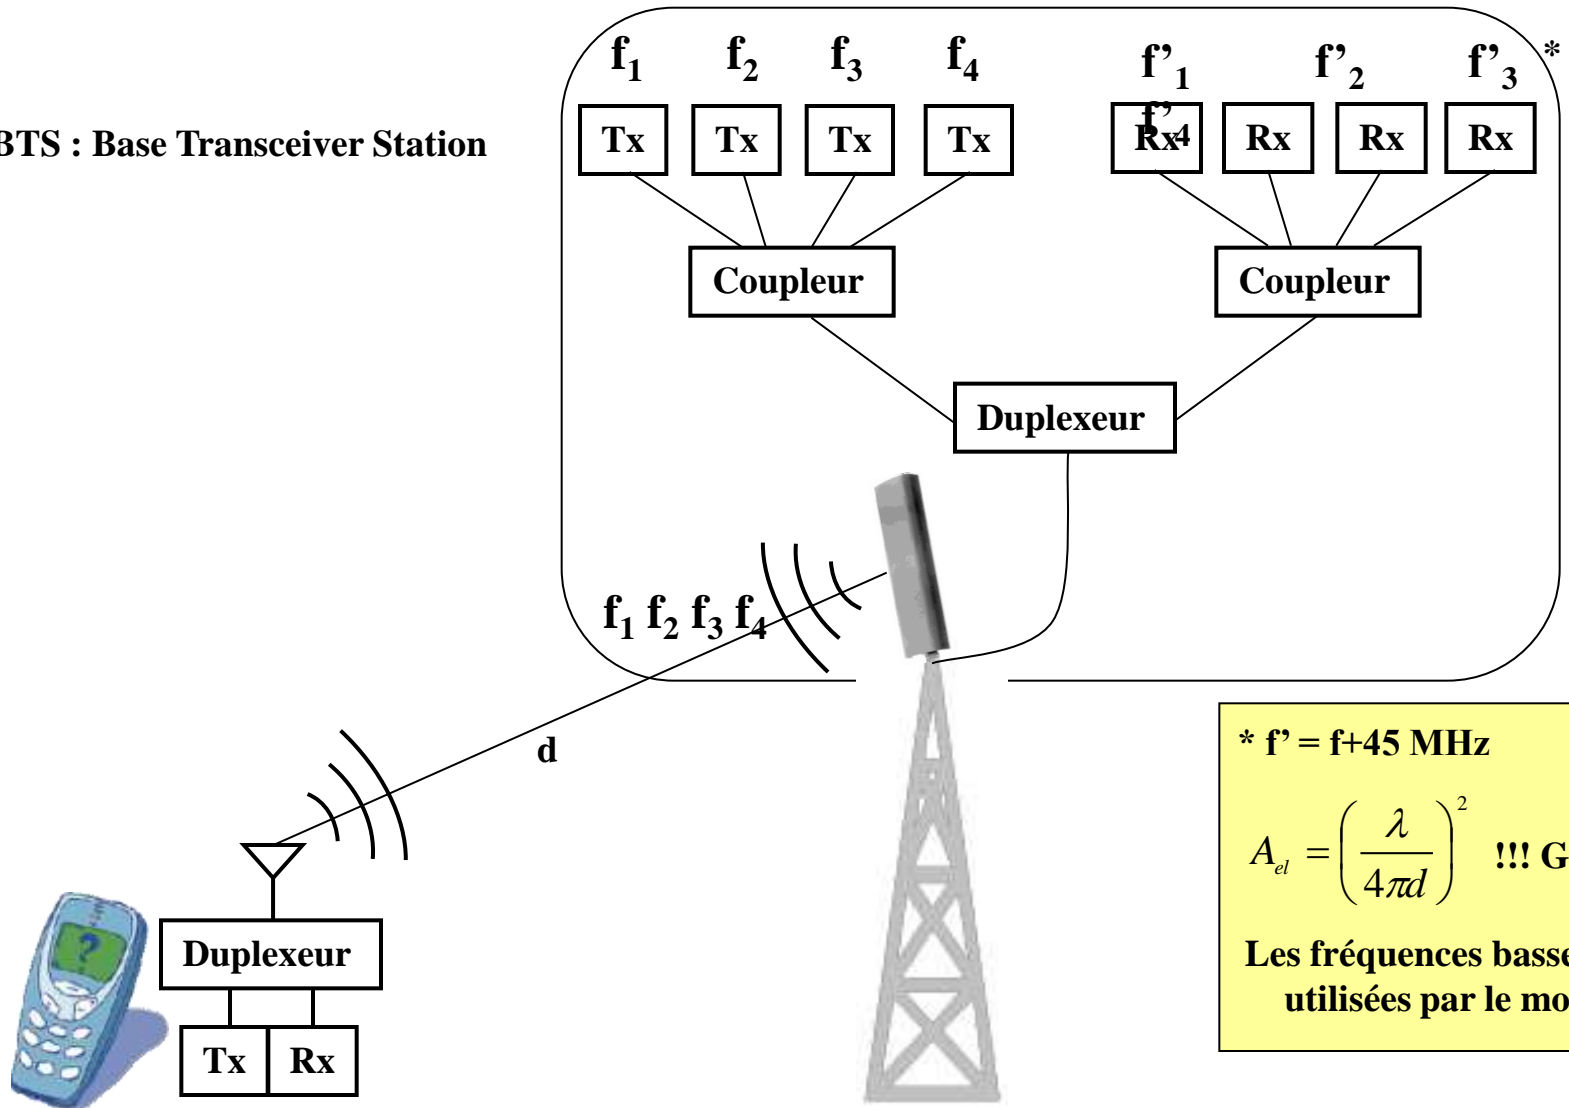 f1 f2 f3 f4 f’1 f’2 f’3 *
f’4
BTS : Base Transceiver Station
Tx Tx Tx Tx Rx Rx Rx Rx
Coupleur Coupleur
Duplexeur
f1 f2 f3 f4
d
* f’ = f+45 MHz
A_el = (λ / 4πd)^2 !!! G
Les fréquences basse
utilisées par le mo
?
Duplexeur
Tx Rx